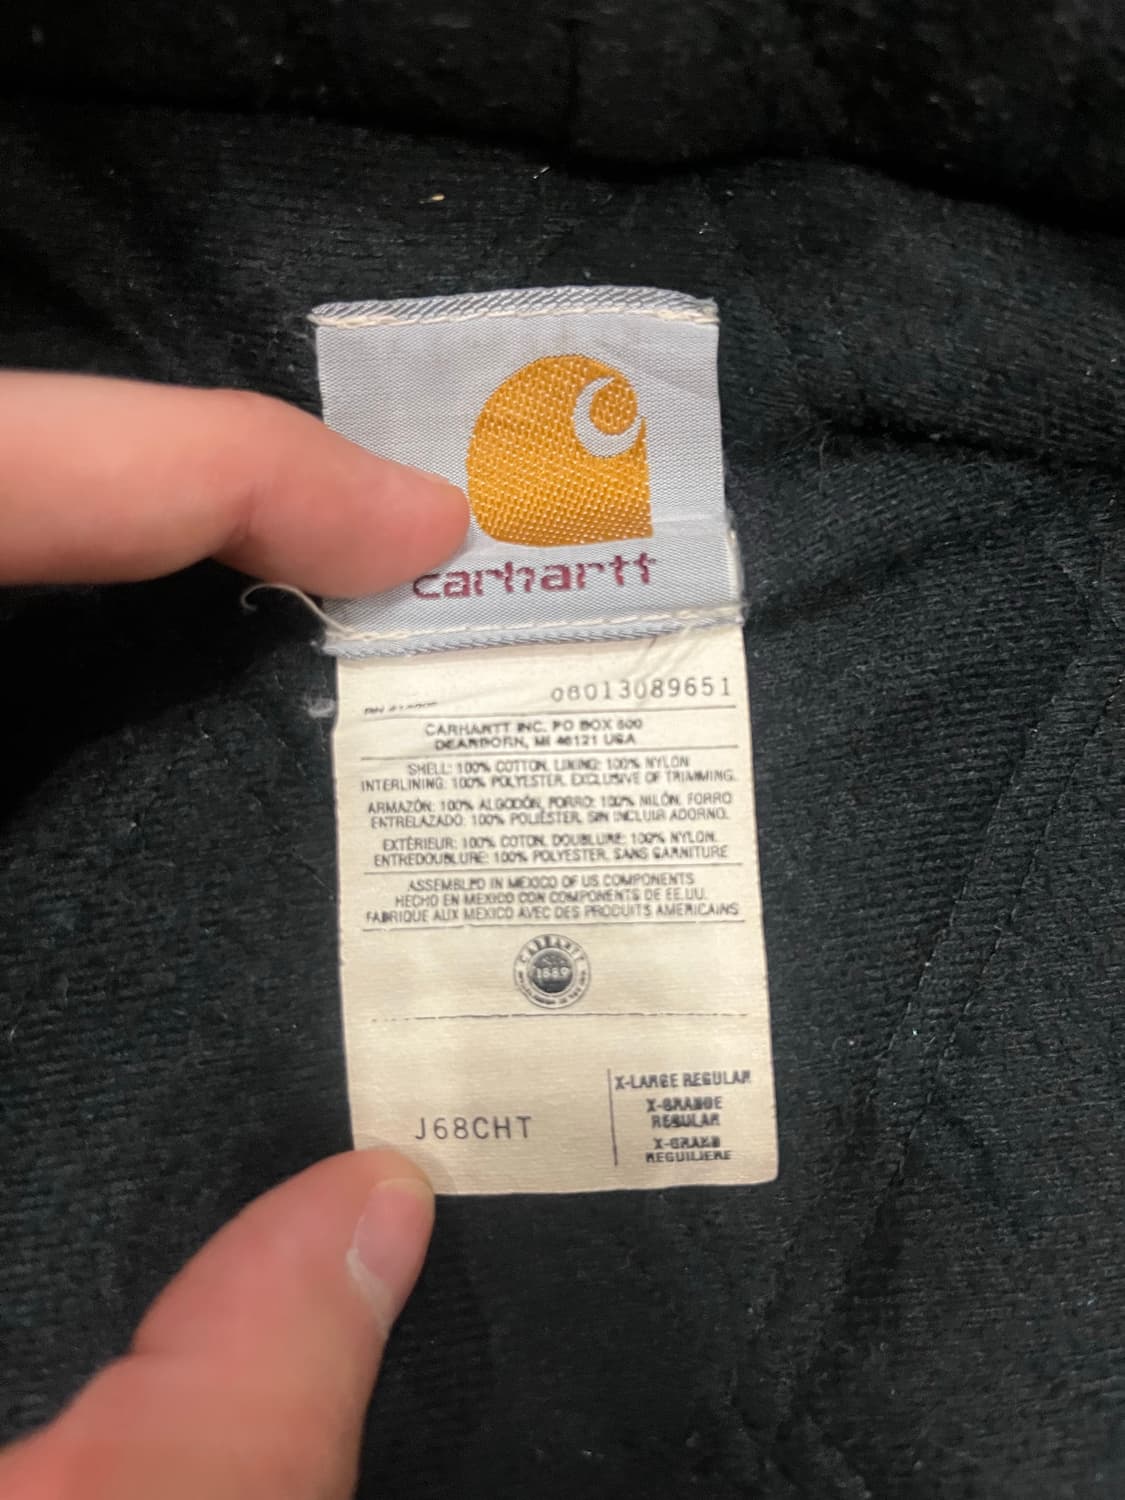 carhartt
08013089651
CARHARTT INC. PO BOX 600
DEARBORN, MI 48121 USA
SHELL: 100% COTTON, LINING: 100% NYLON
INTERLINING: 100% POLYESTER, EXCLUSIVE OF TRIMMING.
ARMAZÓN: 100% ALGODÓN, FORRO: 100% NILÓN, FORRO
ENTRELAZADO: 100% POLIÉSTER, SIN INCLUIR ADORNO.
EXTÉRIEUR: 100% COTON, DOUBLURE: 100% NYLON.
ENTREDOUBLURE: 100% POLYESTER, SANS GARNITURE
ASSEMBLED IN MEXICO OF US COMPONENTS
HECHO EN MEXICO CON COMPONENTS DE EE.UU.
FABRIQUE AUX MEXICO AVEC DES PRODUITS AMERICAINS
CARHARTT
1889
J68CHT
X-LARGE REGULAR
X-GRANDE
REGULAR
X-GRAND
REGULIERE